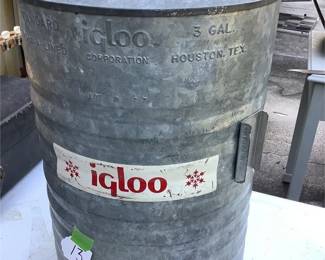 igloo 3 GAL.
CORPORATION HOUSTON, TEX.
igloo
13